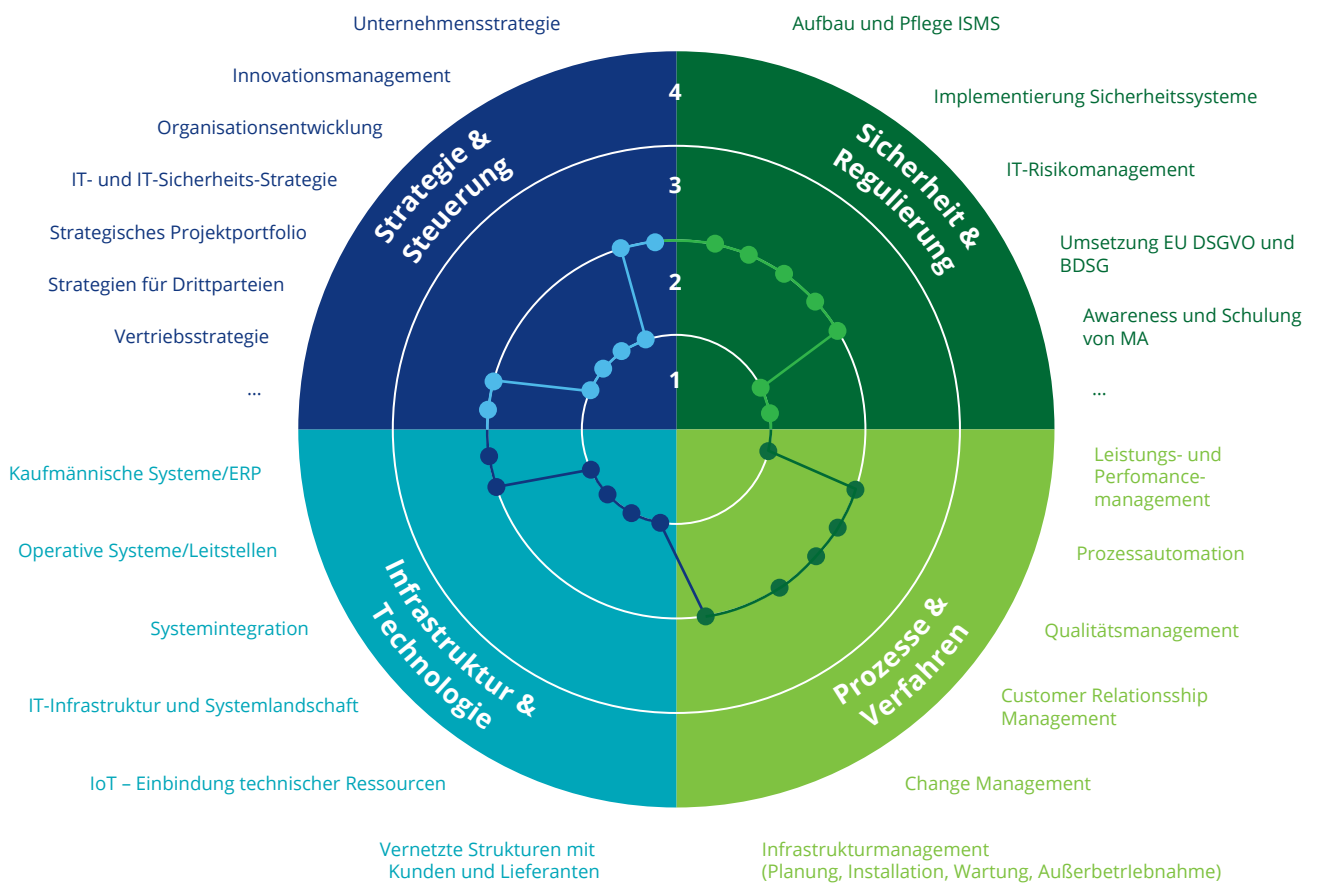 Unternehmensstrategie
Innovationsmanagement
Organisationsentwicklung
IT- und IT-Sicherheits-Strategie
Strategisches Projektportfolio
Strategien für Drittparteien
Vertriebsstrategie
...
Aufbau und Pflege ISMS
Implementierung Sicherheitssysteme
IT-Risikomanagement
Umsetzung EU DSGVO und
BDSG
Awareness und Schulung
von MA
...
Strategie &
Steuerung
Sicherheit &
Regulierung
4
3
2
1
Infrastruktur &
Technologie
Prozesse &
Verfahren
Kaufmännische Systeme/ERP
Operative Systeme/Leitstellen
Systemintegration
IT-Infrastruktur und Systemlandschaft
IoT – Einbindung technischer Ressourcen
Vernetzte Strukturen mit
Kunden und Lieferanten
Leistungs- und
Perfomance-
management
Prozessautomation
Qualitätsmanagement
Customer Relationsship
Management
Change Management
Infrastrukturmanagement
(Planung, Installation, Wartung, Außerbetrlebnahme)